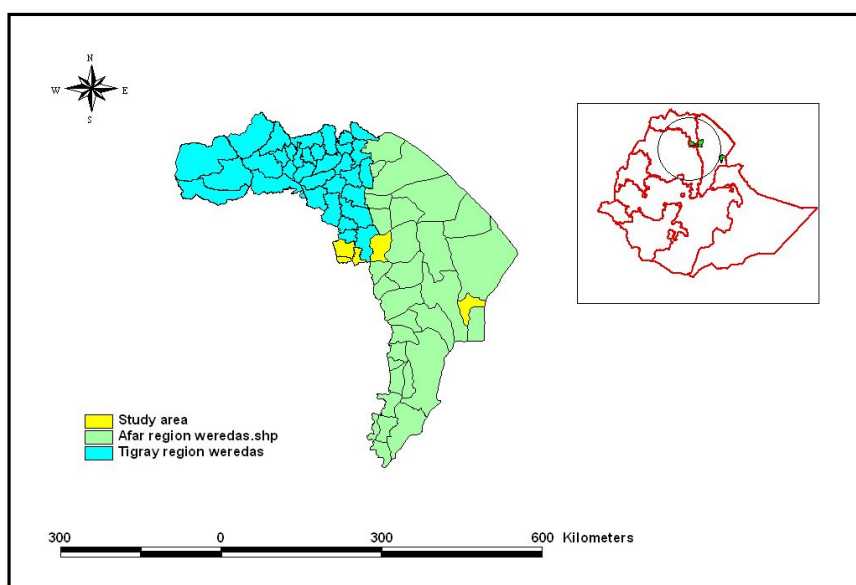 N
W E
S
Study area
Afar region weredas.shp
Tigray region weredas
300 0 300 600 Kilometers